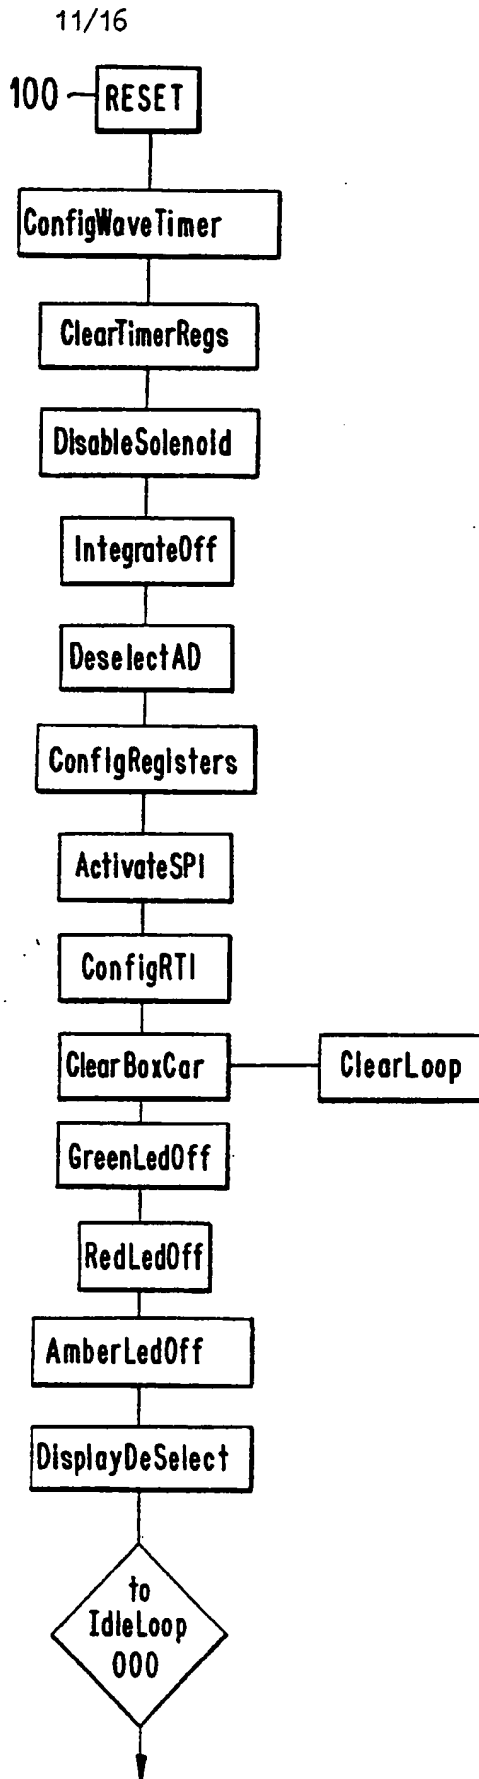 11/16
100 RESET
ConfigWaveTimer
ClearTimerRegs
DisableSolenoid
IntegrateOff
DeselectAD
ConfigRegisters
ActivateSPI
ConfigRTI
ClearBoxCar ClearLoop
GreenLedOff
RedLedOff
AmberLedOff
DisplayDeSelect
to
IdleLoop
000